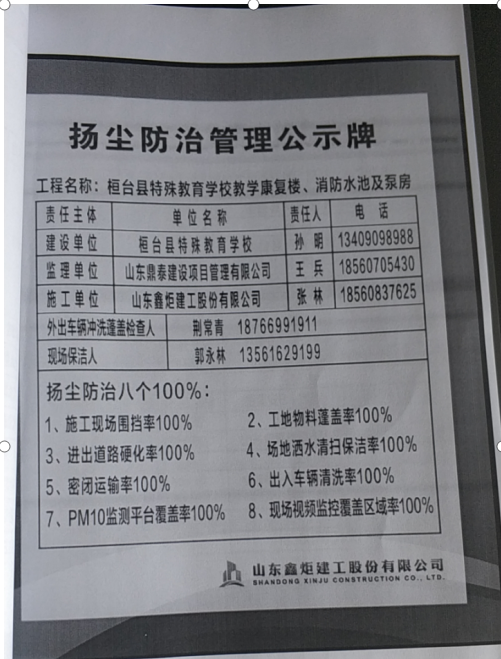 扬尘防治管理公示牌
工程名称：桓台县特殊教育学校教学康复楼、消防水池及泵房
责任主体 单位名称 责任人 电 话
建设单位 桓台县特殊教育学校 孙 明 13409098988
监理单位 山东鼎泰建设项目管理有限公司 王 兵 18560705430
施工单位 山东鑫炬建工股份有限公司 张 林 18560837625
外出车辆冲洗蓬盖检查人 荆常青 18766991911
现场保洁人 郭永林 13561629199
扬尘防治八个100%：
1、施工现场围挡率100% 2、工地物料蓬盖率100%
3、进出道路硬化率100% 4、场地洒水清扫保洁率100%
5、密闭运输率100% 6、出入车辆清洗率100%
7、PM10监测平台覆盖率100% 8、现场视频监控覆盖区域率100%
山东鑫炬建工股份有限公司
SHANDONG XINJU CONSTRUCTION CO., LTD.